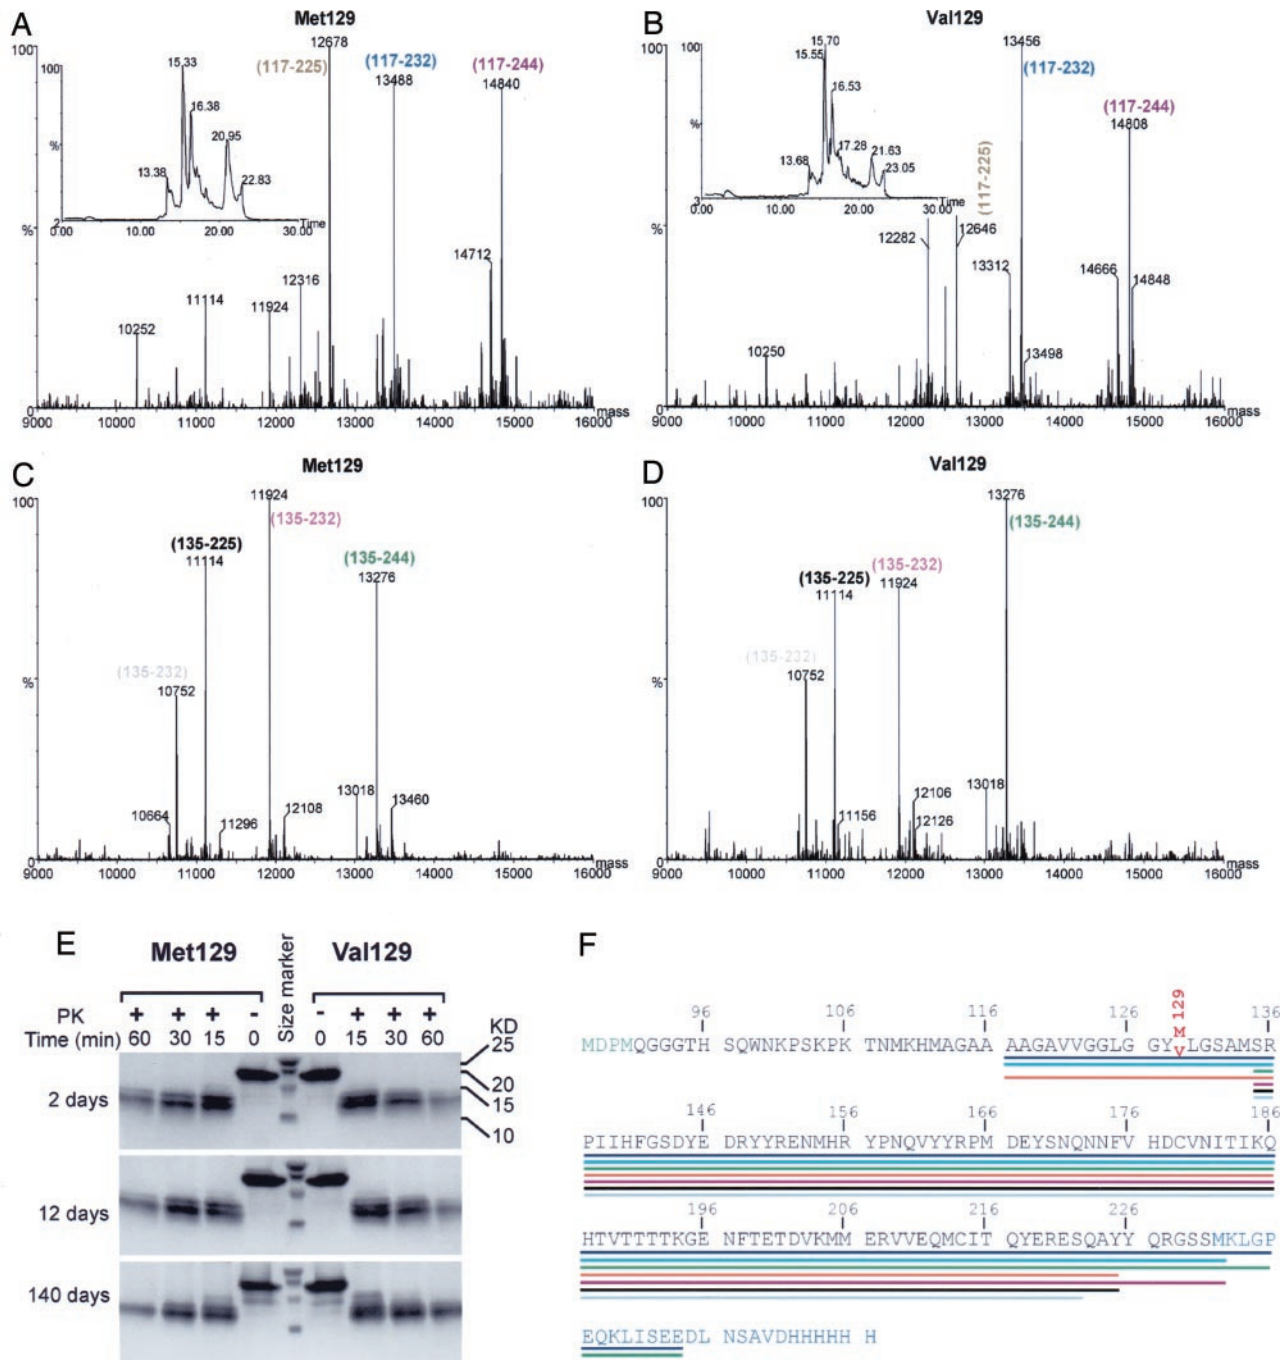 A
Met129
12678
(117-225)
(117-232)
13488
(117-244)
14840
100
%
0
14712
12316
11114
11924
10252
9000 10000 11000 12000 13000 14000 15000 16000 mass
100
%
2
15.33
16.38
20.95
13.38
22.83
0.00 10.00 20.00 30.00 Time
B
Val129
13456
(117-232)
(117-244)
14808
(117-225)
100
%
0
12282
12646
13312
14666
14848
13498
10250
9000 10000 11000 12000 13000 14000 15000 16000 mass
100
%
3
15.70
15.55
16.53
17.28
21.63
13.68
23.05
0.00 10.00 20.00 30.00 Time
C
Met129
11924
(135-232)
(135-225)
11114
(135-244)
13276
(135-232)
10752
100
%
0
10664
11296
12108
13018
13460
9000 10000 11000 12000 13000 14000 15000 16000 mass
D
Val129
13276
(135-244)
(135-225)
11114
(135-232)
11924
(135-232)
10752
100
%
0
13018
12106
11156
12126
9000 10000 11000 12000 13000 14000 15000 16000 mass
E
Met129 Size marker Val129
PK + + + - - + + +
Time (min) 60 30 15 0 0 15 30 60
KD
25
20
15
10
2 days
12 days
140 days
F
129
M
V
96 106 116 126 136
MDPMQGGGTH SQWNKPSKPK TNMKHMAGAA AAGAVVGGLG GY LGSAMSR
146 156 166 176 186
PIIHFGSDYE DRYYRENMHR YPNQVYYRPM DEYSNQNNFV HDCVNITIKQ
196 206 216 226
HTVTTTTKGE NFTETDVKMM ERVVEQMCIT QYERESQAYY QRGSSMKLGP
EQKLISEEDL NSAVDHHHHH H